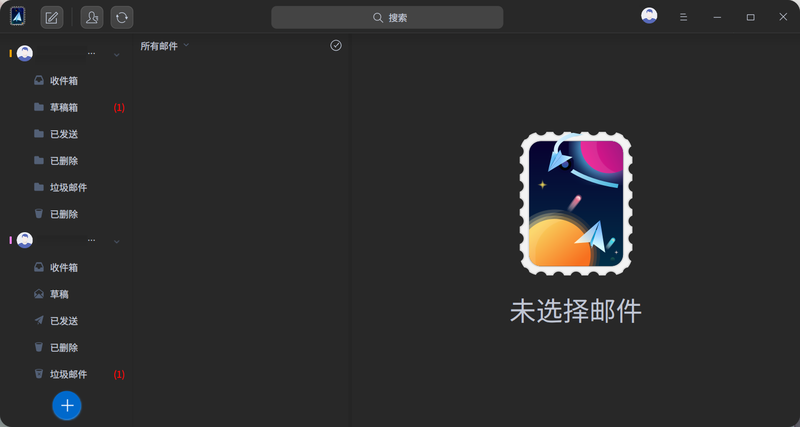 搜索
所有邮件
收件箱
草稿箱 (1)
已发送
已删除
垃圾邮件
已删除
收件箱
草稿
已发送
已删除
垃圾邮件 (1)
未选择邮件